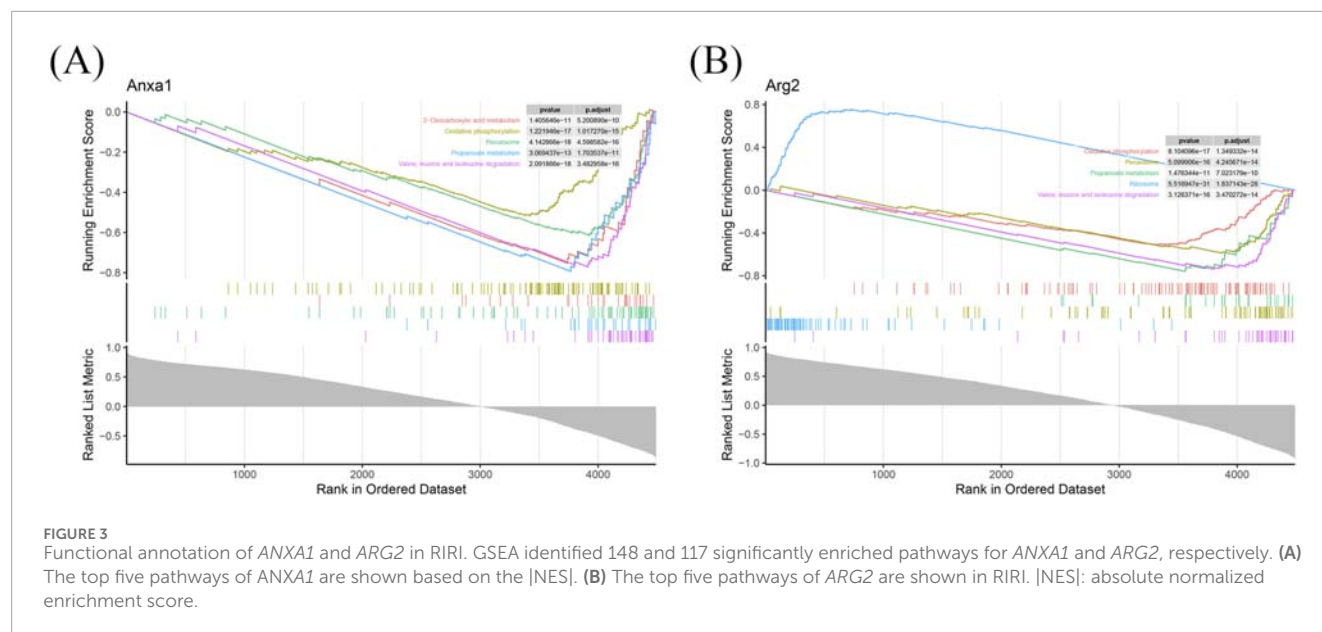 (A)
Anxa1
pvalue p.adjust
2-Oxocarboxylic acid metabolism 1.405646e−11 5.200890e−10
Oxidative phosphorylation 1.221946e−17 1.017270e−15
Peroxisome 4.142866e−18 4.598582e−16
Propanoate metabolism 3.069437e−13 1.703537e−11
Valine, leucine and isoleucine degradation 2.091866e−18 3.482958e−16
0.0
−0.2
−0.4
−0.6
−0.8
Running Enrichment Score
1.0
0.5
0.0
−0.5
Ranked List Metric
1000 2000 3000 4000
Rank in Ordered Dataset
(B)
Arg2
pvalue p.adjust
Oxidative phosphorylation 8.104096e−17 1.349332e−14
Peroxisome 5.099906e−16 4.245671e−14
Propanoate metabolism 1.476344e−11 7.023179e−10
Ribosome 5.516947e−31 1.837143e−28
Valine, leucine and isoleucine degradation 3.126371e−16 3.470272e−14
0.8
0.4
0.0
−0.4
−0.8
Running Enrichment Score
1.0
0.5
0.0
−0.5
−1.0
Ranked List Metric
1000 2000 3000 4000
Rank in Ordered Dataset
FIGURE 3
Functional annotation of ANXA1 and ARG2 in RIRI. GSEA identified 148 and 117 significantly enriched pathways for ANXA1 and ARG2, respectively. (A)
The top five pathways of ANXA1 are shown based on the |NES|. (B) The top five pathways of ARG2 are shown in RIRI. |NES|: absolute normalized
enrichment score.